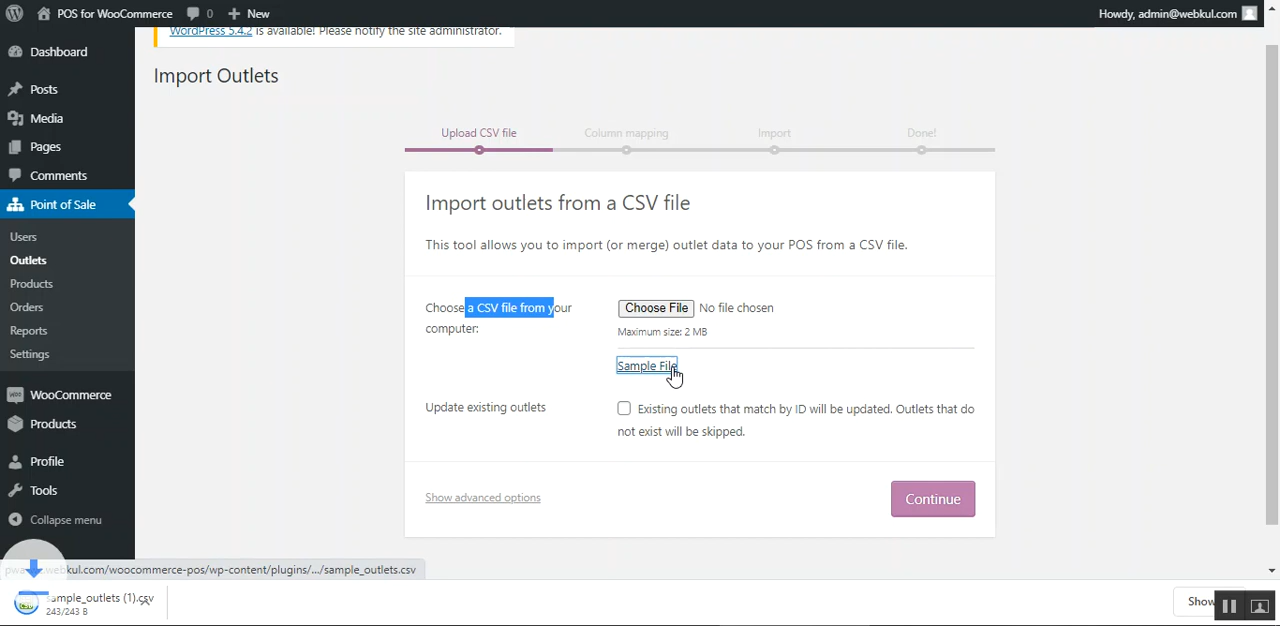 POS for WooCommerce 0 New Howdy, admin@webkul.com
WordPress 5.4.2 is available! Please notify the site administrator.
Dashboard
Posts
Media
Pages
Comments
Point of Sale
Users
Outlets
Products
Orders
Reports
Settings
WooCommerce
Products
Profile
Tools
Collapse menu
Import Outlets
Upload CSV file Column mapping Import Done!
Import outlets from a CSV file
This tool allows you to import (or merge) outlet data to your POS from a CSV file.
Choose a CSV file from your
computer:
Choose File No file chosen
Maximum size: 2 MB
Sample File
Update existing outlets
Existing outlets that match by ID will be updated. Outlets that do
not exist will be skipped.
Show advanced options
Continue
webkul.com/woocommerce-pos/wp-content/plugins/.../sample_outlets.csv
sample_outlets (1).csv
243/243 B
Show